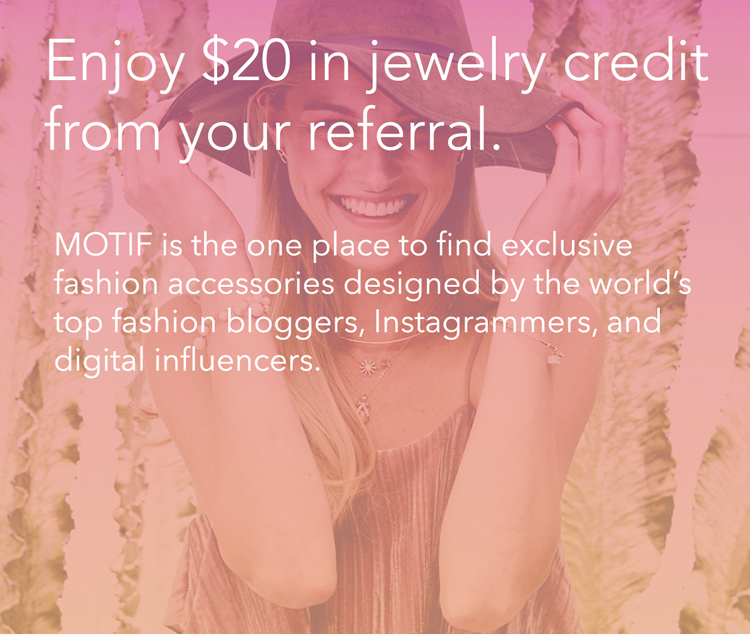 Enjoy $20 in jewelry credit
from your referral.
MOTIF is the one place to find exclusive
fashion accessories designed by the world’s
top fashion bloggers, Instagrammers, and
digital influencers.